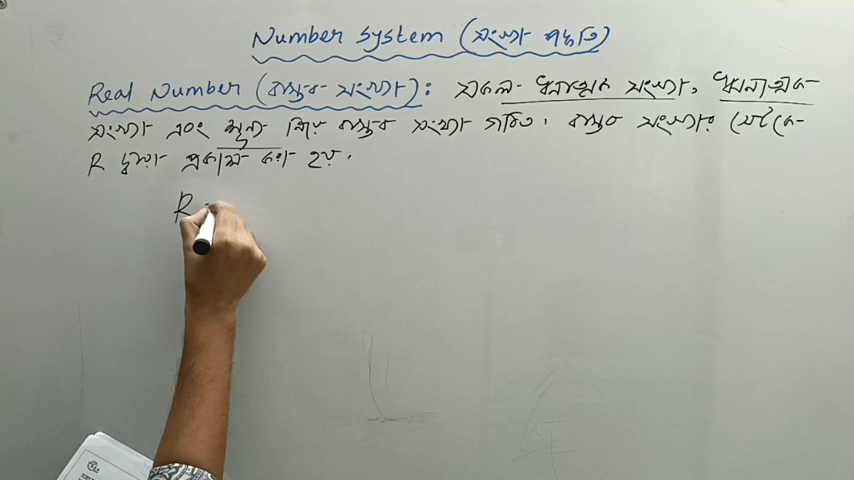 Number System (সংখ্যা পদ্ধতি)
Real Number (বাস্তব সংখ্যা): সকল ধনাত্মক সংখ্যা, ঋণাত্মক
সংখ্যা এবং শূন্য নিয়ে বাস্তব সংখ্যা গঠিত। বাস্তব সংখ্যার সেটকে
R দ্বারা প্রকাশ করা হয়।
R